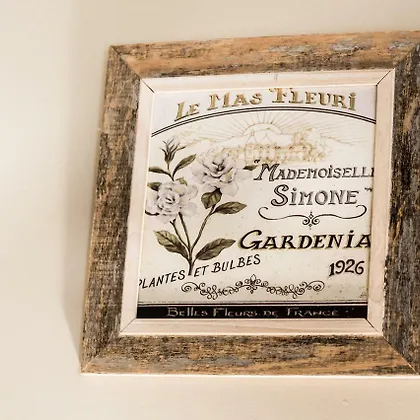 LE MAS FLEURI
"MADEMOISELLE
SIMONE"
GARDENIA
PLANTES ET BULBES
1926
BELLES FLEURS DE FRANCE